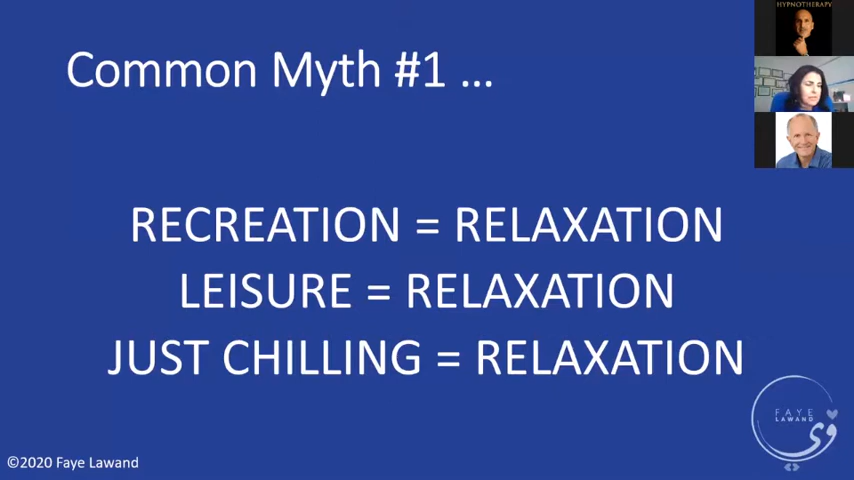 HYPNOTHERAPY
Common Myth #1 ...
RECREATION = RELAXATION
LEISURE = RELAXATION
JUST CHILLING = RELAXATION
FAYE
LAWAND
©2020 Faye Lawand